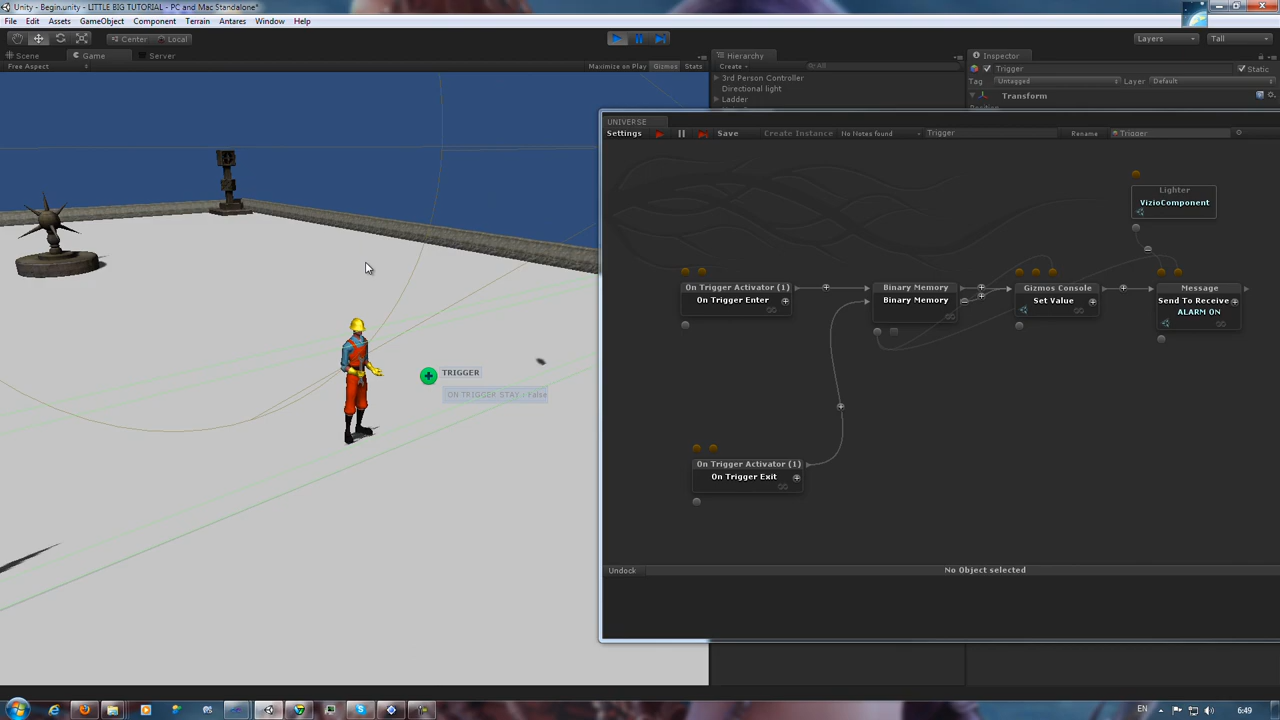 Unity - Begin.unity - LITTLE BIG TUTORIAL - PC and Mac Standalone*
File Edit Assets GameObject Component Terrain Antares Window Help
Center Local Layers Tall
Scene Game Server Hierarchy Inspector
Free Aspect Maximize on Play Gizmos Stats Create All Trigger Static
3rd Person Controller Tag Untagged Layer Default
Directional light
Ladder Transform
UNIVERSE
Settings Save Create Instance No Notes found Trigger Rename Trigger
Lighter
VizioComponent
On Trigger Activator (1) Binary Memory Gizmos Console Message
On Trigger Enter Binary Memory Set Value Send To Receive
ALARM ON
TRIGGER
ON TRIGGER STAY : False
On Trigger Activator (1)
On Trigger Exit
Undock No Object selected
EN 6:49